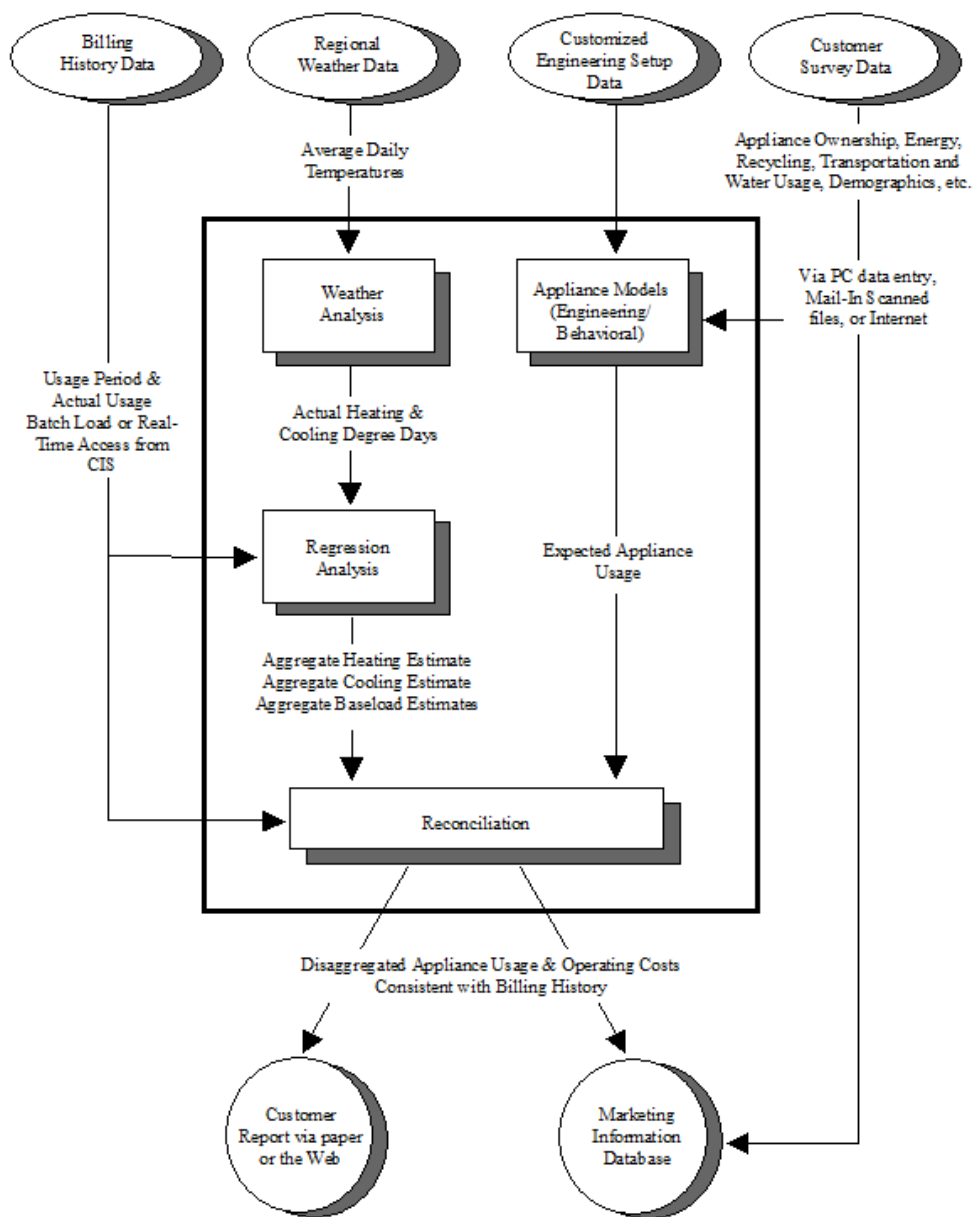 Billing
History Data
Regional
Weather Data
Customized
Engineering Setup
Data
Customer
Survey Data
Average Daily
Temperatures
Appliance Ownership, Energy,
Recycling, Transportation and
Water Usage, Demographics, etc.
Weather
Analysis
Appliance Models
(Engineering/
Behavioral)
Via PC data entry,
Mail-In Scanned
files, or Internet
Usage Period &
Actual Usage
Batch Load or Real-
Time Access from
CIS
Actual Heating &
Cooling Degree Days
Regression
Analysis
Expected Appliance
Usage
Aggregate Heating Estimate
Aggregate Cooling Estimate
Aggregate Baseload Estimates
Reconciliation
Disaggregated Appliance Usage & Operating Costs
Consistent with Billing History
Customer
Report via paper
or the Web
Marketing
Information
Database